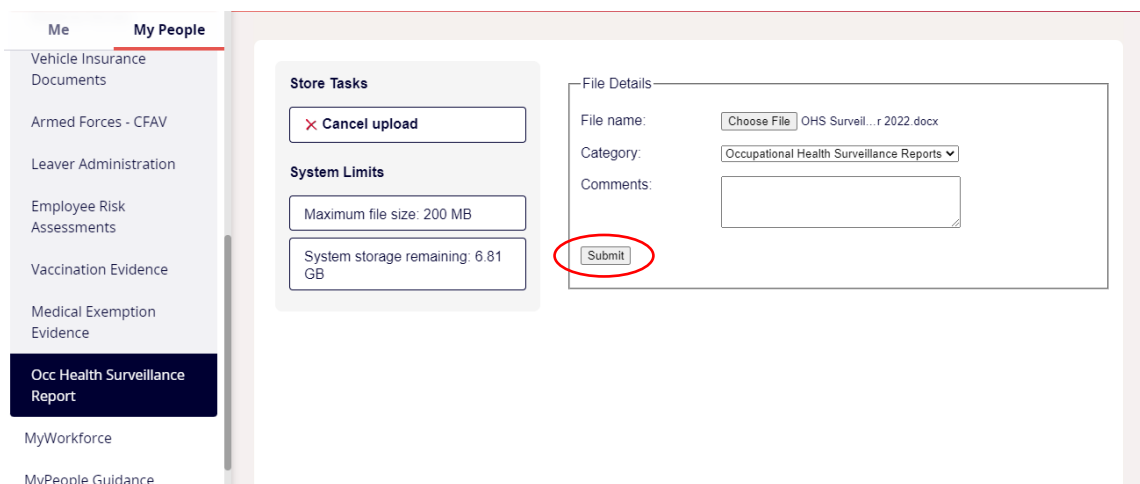 Me
My People
Vehicle Insurance
Documents
Armed Forces - CFAV
Leaver Administration
Employee Risk
Assessments
Vaccination Evidence
Medical Exemption
Evidence
Occ Health Surveillance
Report
MyWorkforce
MyPeople Guidance
Store Tasks
Cancel upload
System Limits
Maximum file size: 200 MB
System storage remaining: 6.81
GB
File Details
File name:
Choose File OHS Surveil...r 2022.docx
Category:
Occupational Health Surveillance Reports
Comments:
Submit